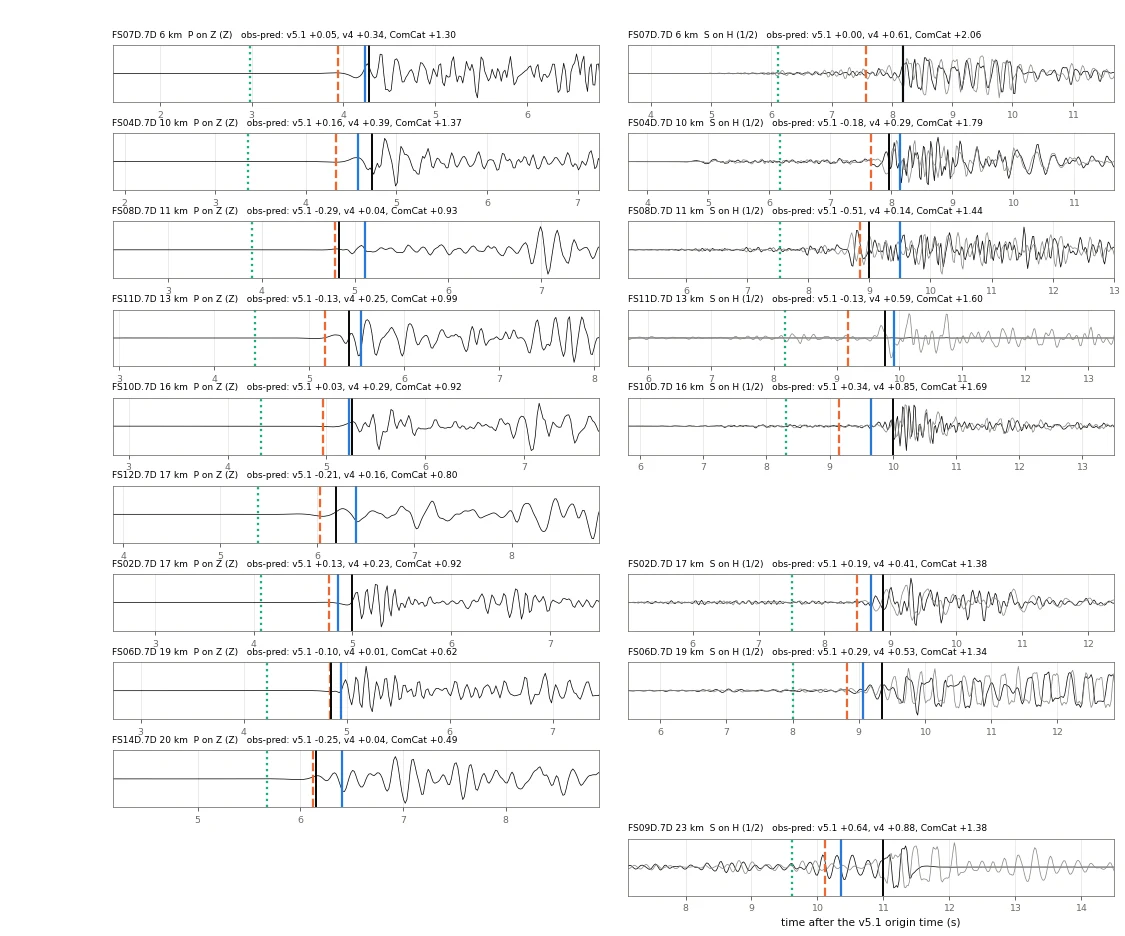 FS07D.7D 6 km  P on Z (Z)   obs-pred: v5.1 +0.05, v4 +0.34, ComCat +1.30
2 3 4 5 6
FS07D.7D 6 km  S on H (1/2)   obs-pred: v5.1 +0.00, v4 +0.61, ComCat +2.06
4 5 6 7 8 9 10 11
FS04D.7D 10 km  P on Z (Z)   obs-pred: v5.1 +0.16, v4 +0.39, ComCat +1.37
2 3 4 5 6 7
FS04D.7D 10 km  S on H (1/2)   obs-pred: v5.1 -0.18, v4 +0.29, ComCat +1.79
4 5 6 7 8 9 10 11
FS08D.7D 11 km  P on Z (Z)   obs-pred: v5.1 -0.29, v4 +0.04, ComCat +0.93
3 4 5 6 7
FS08D.7D 11 km  S on H (1/2)   obs-pred: v5.1 -0.51, v4 +0.14, ComCat +1.44
6 7 8 9 10 11 12 13
FS11D.7D 13 km  P on Z (Z)   obs-pred: v5.1 -0.13, v4 +0.25, ComCat +0.99
3 4 5 6 7 8
FS11D.7D 13 km  S on H (1/2)   obs-pred: v5.1 -0.13, v4 +0.59, ComCat +1.60
6 7 8 9 10 11 12 13
FS10D.7D 16 km  P on Z (Z)   obs-pred: v5.1 +0.03, v4 +0.29, ComCat +0.92
3 4 5 6 7
FS10D.7D 16 km  S on H (1/2)   obs-pred: v5.1 +0.34, v4 +0.85, ComCat +1.69
6 7 8 9 10 11 12 13
FS12D.7D 17 km  P on Z (Z)   obs-pred: v5.1 -0.21, v4 +0.16, ComCat +0.80
4 5 6 7 8
FS02D.7D 17 km  P on Z (Z)   obs-pred: v5.1 +0.13, v4 +0.23, ComCat +0.92
3 4 5 6 7
FS02D.7D 17 km  S on H (1/2)   obs-pred: v5.1 +0.19, v4 +0.41, ComCat +1.38
6 7 8 9 10 11 12
FS06D.7D 19 km  P on Z (Z)   obs-pred: v5.1 -0.10, v4 +0.01, ComCat +0.62
3 4 5 6 7
FS06D.7D 19 km  S on H (1/2)   obs-pred: v5.1 +0.29, v4 +0.53, ComCat +1.34
6 7 8 9 10 11 12
FS14D.7D 20 km  P on Z (Z)   obs-pred: v5.1 -0.25, v4 +0.04, ComCat +0.49
5 6 7 8
FS09D.7D 23 km  S on H (1/2)   obs-pred: v5.1 +0.64, v4 +0.88, ComCat +1.38
8 9 10 11 12 13 14
time after the v5.1 origin time (s)